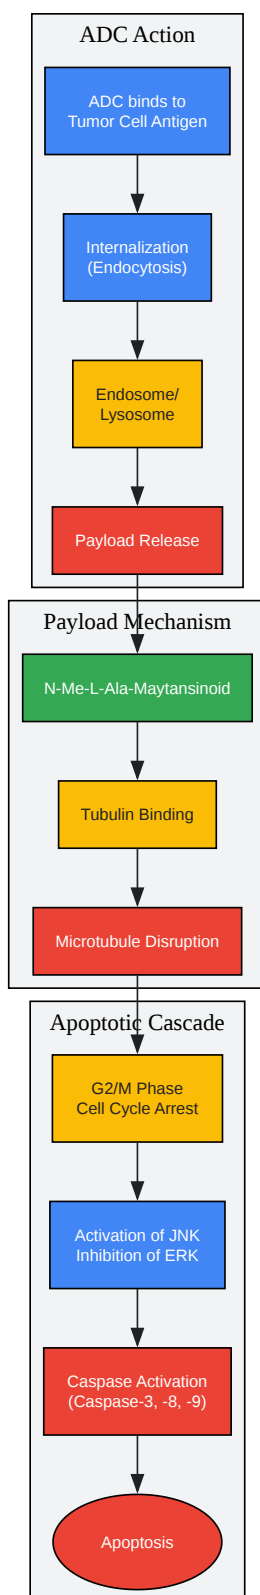 ADC Action
ADC binds to
Tumor Cell Antigen
Internalization
(Endocytosis)
Endosome/
Lysosome
Payload Release
Payload Mechanism
N-Me-L-Ala-Maytansinoid
Tubulin Binding
Microtubule Disruption
Apoptotic Cascade
G2/M Phase
Cell Cycle Arrest
Activation of JNK
Inhibition of ERK
Caspase Activation
(Caspase-3, -8, -9)
Apoptosis